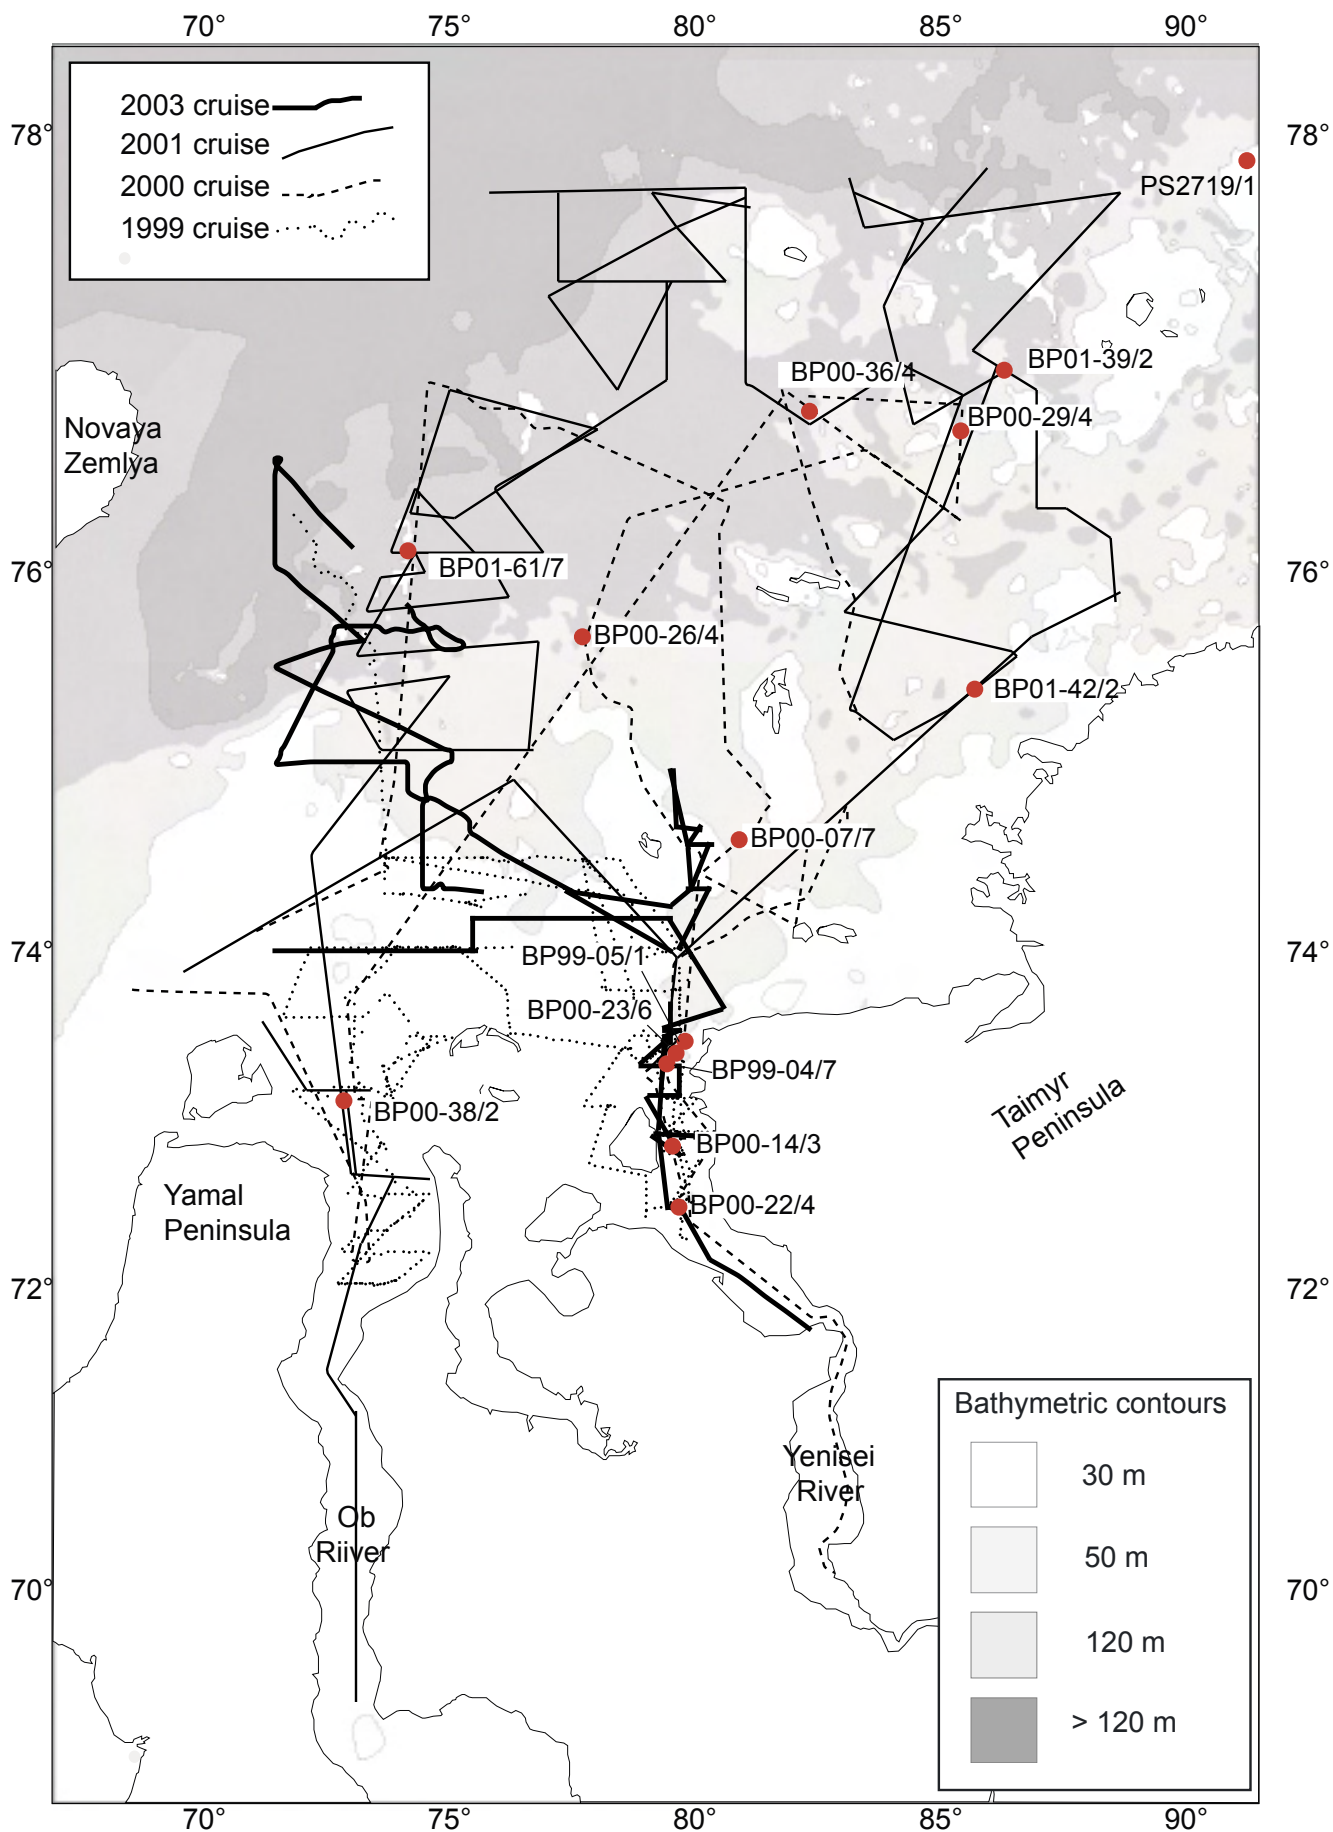 70° 75° 80° 85° 90°
2003 cruise
2001 cruise
2000 cruise
1999 cruise
78° 78°
PS2719/1
BP01-39/2
BP00-36/4
BP00-29/4
Novaya
Zemlya
76° 76°
BP01-61/7
BP00-26/4
BP01-42/2
BP00-07/7
74° 74°
BP99-05/1
BP00-23/6
BP99-04/7
BP00-38/2
Taimyr
Peninsula
BP00-14/3
Yamal
Peninsula
BP00-22/4
72° 72°
Bathymetric contours
30 m
50 m
120 m
> 120 m
Yenisei
River
Ob
Riiver
70° 70°
70° 75° 80° 85° 90°